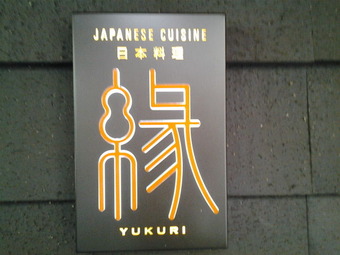 JAPANESE CUISINE
日本料理
縁
YUKURI